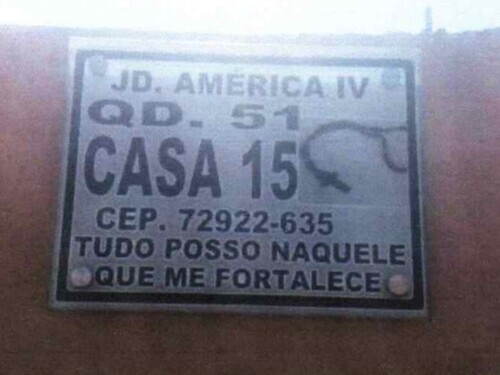 JD. AMÉRICA IV
QD. 51
CASA 15
CEP. 72922-635
TUDO POSSO NAQUELE
QUE ME FORTALECE